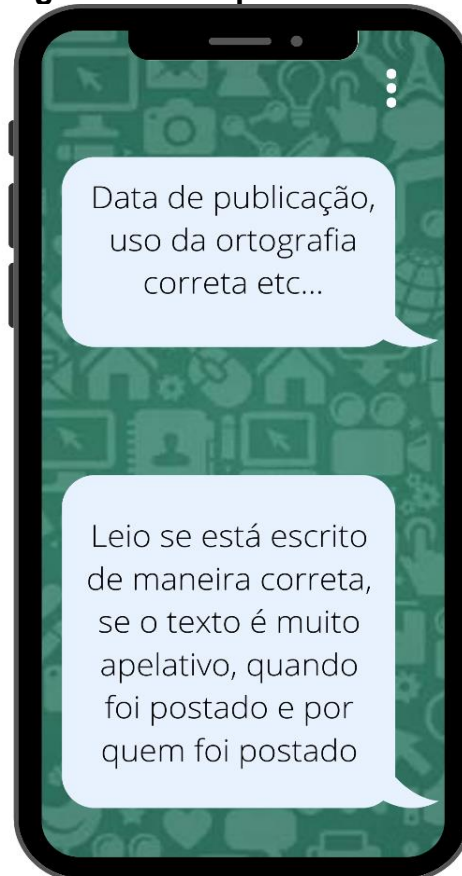 Data de publicação,
uso da ortografia
correta etc...
Leio se está escrito
de maneira correta,
se o texto é muito
apelativo, quando
foi postado e por
quem foi postado